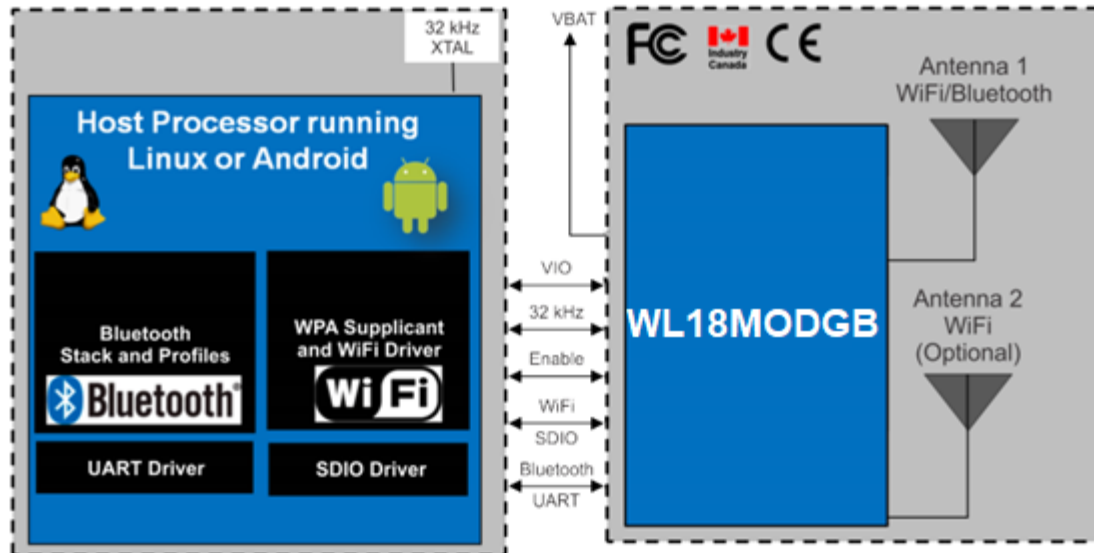 32 kHz
XTAL
Host Processor running
Linux or Android
Bluetooth
Stack and Profiles
Bluetooth®
WPA Supplicant
and WiFi Driver
Wi Fi
UART Driver
SDIO Driver
VBAT
VIO
32 kHz
Enable
WiFi
SDIO
Bluetooth
UART
FC
Industry
Canada
CE
WL18MODGB
Antenna 1
WiFi/Bluetooth
Antenna 2
WiFi
(Optional)